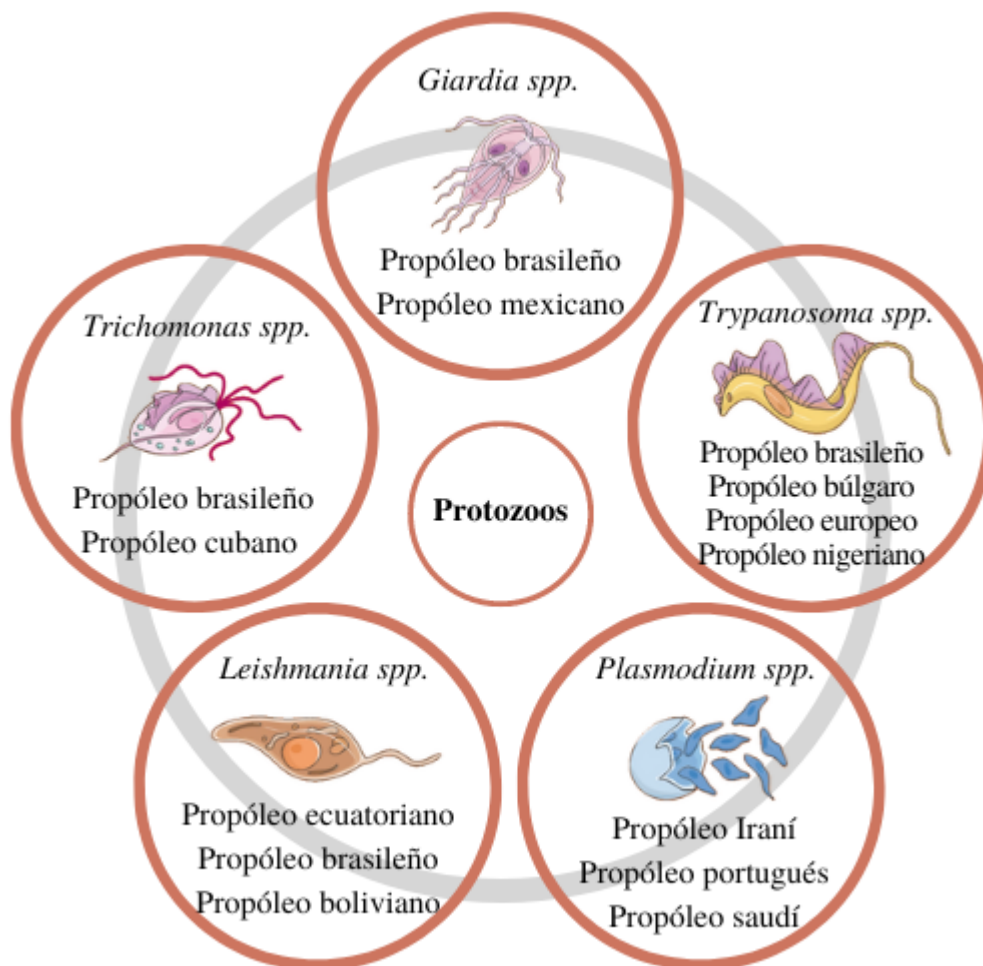 Giardia spp.
Propóleo brasileño
Propóleo mexicano
Trichomonas spp.
Propóleo brasileño
Propóleo cubano
Trypanosoma spp.
Propóleo brasileño
Propóleo búlgaro
Propóleo europeo
Propóleo nigeriano
Protozoos
Leishmania spp.
Propóleo ecuatoriano
Propóleo brasileño
Propóleo boliviano
Plasmodium spp.
Propóleo Iraní
Propóleo portugués
Propóleo saudí